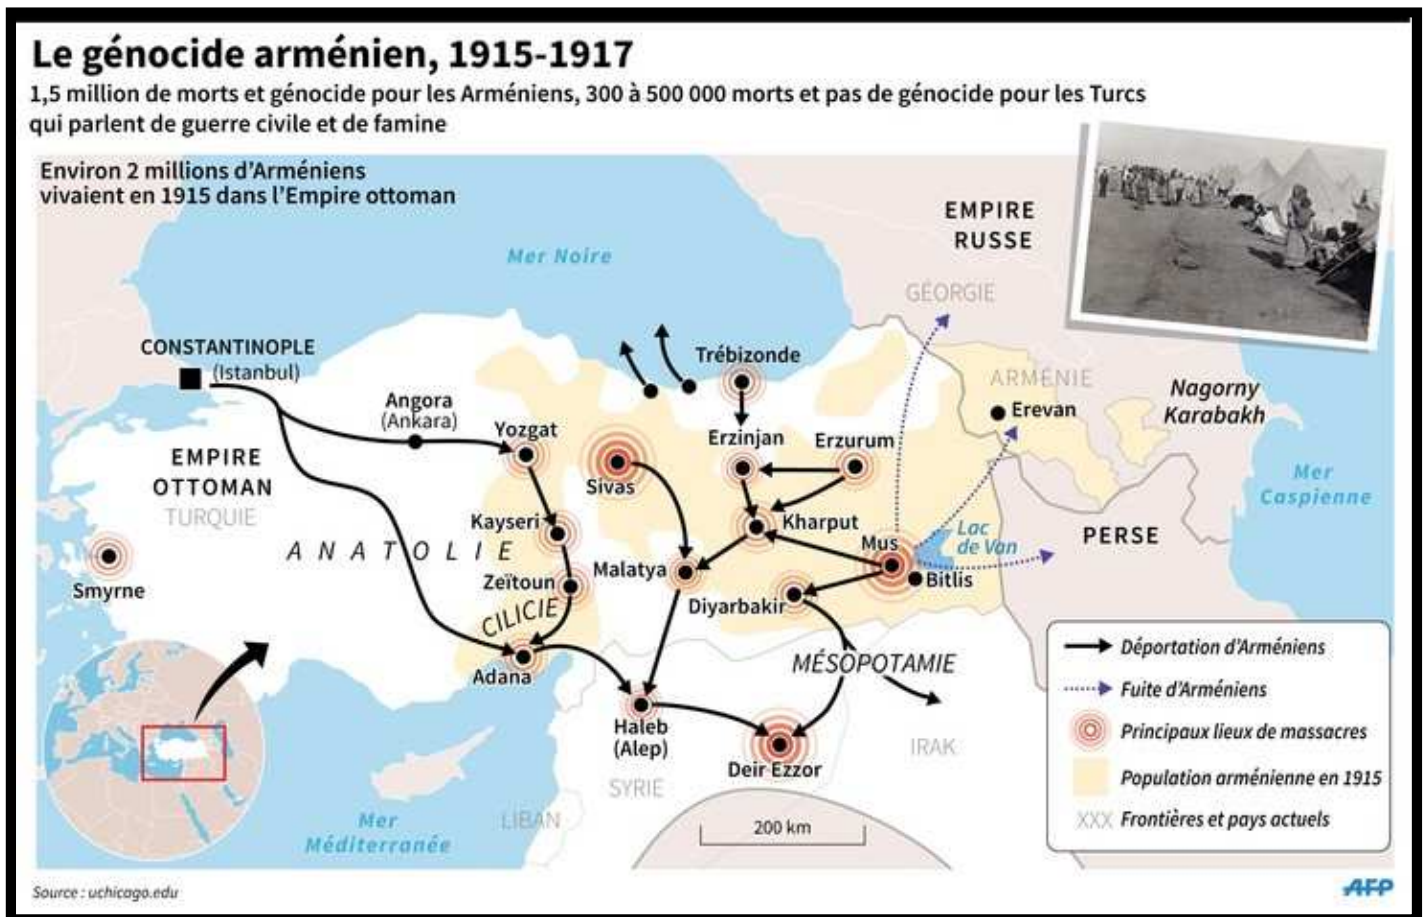 Le génocide arménien, 1915-1917
1,5 million de morts et génocide pour les Arméniens, 300 à 500 000 morts et pas de génocide pour les Turcs
qui parlent de guerre civile et de famine
Environ 2 millions d'Arméniens
vivaient en 1915 dans l'Empire ottoman
EMPIRE
RUSSE
Mer Noire
GÉORGIE
CONSTANTINOPLE
(Istanbul)
Trébizonde
ARMÉNIE
Nagorny
Karabakh
Erevan
Angora
(Ankara)
Yozgat
Erzinjan
Erzurum
EMPIRE
OTTOMAN
TURQUIE
Sivas
Mer
Caspienne
Kayseri
Kharput
Lac
de Van
PERSE
ANATOLIE
Mus
Bitlis
Smyrne
Zeïtoun
Malatya
Diyarbakir
CILICIE
Adana
MÉSOPOTAMIE
Haleb
(Alep)
Deir Ezzor
IRAK
SYRIE
LIBAN
Mer
Méditerranée
200 km
Déportation d'Arméniens
Fuite d'Arméniens
Principaux lieux de massacres
Population arménienne en 1915
XXX Frontières et pays actuels
Source : uchicago.edu
AFP